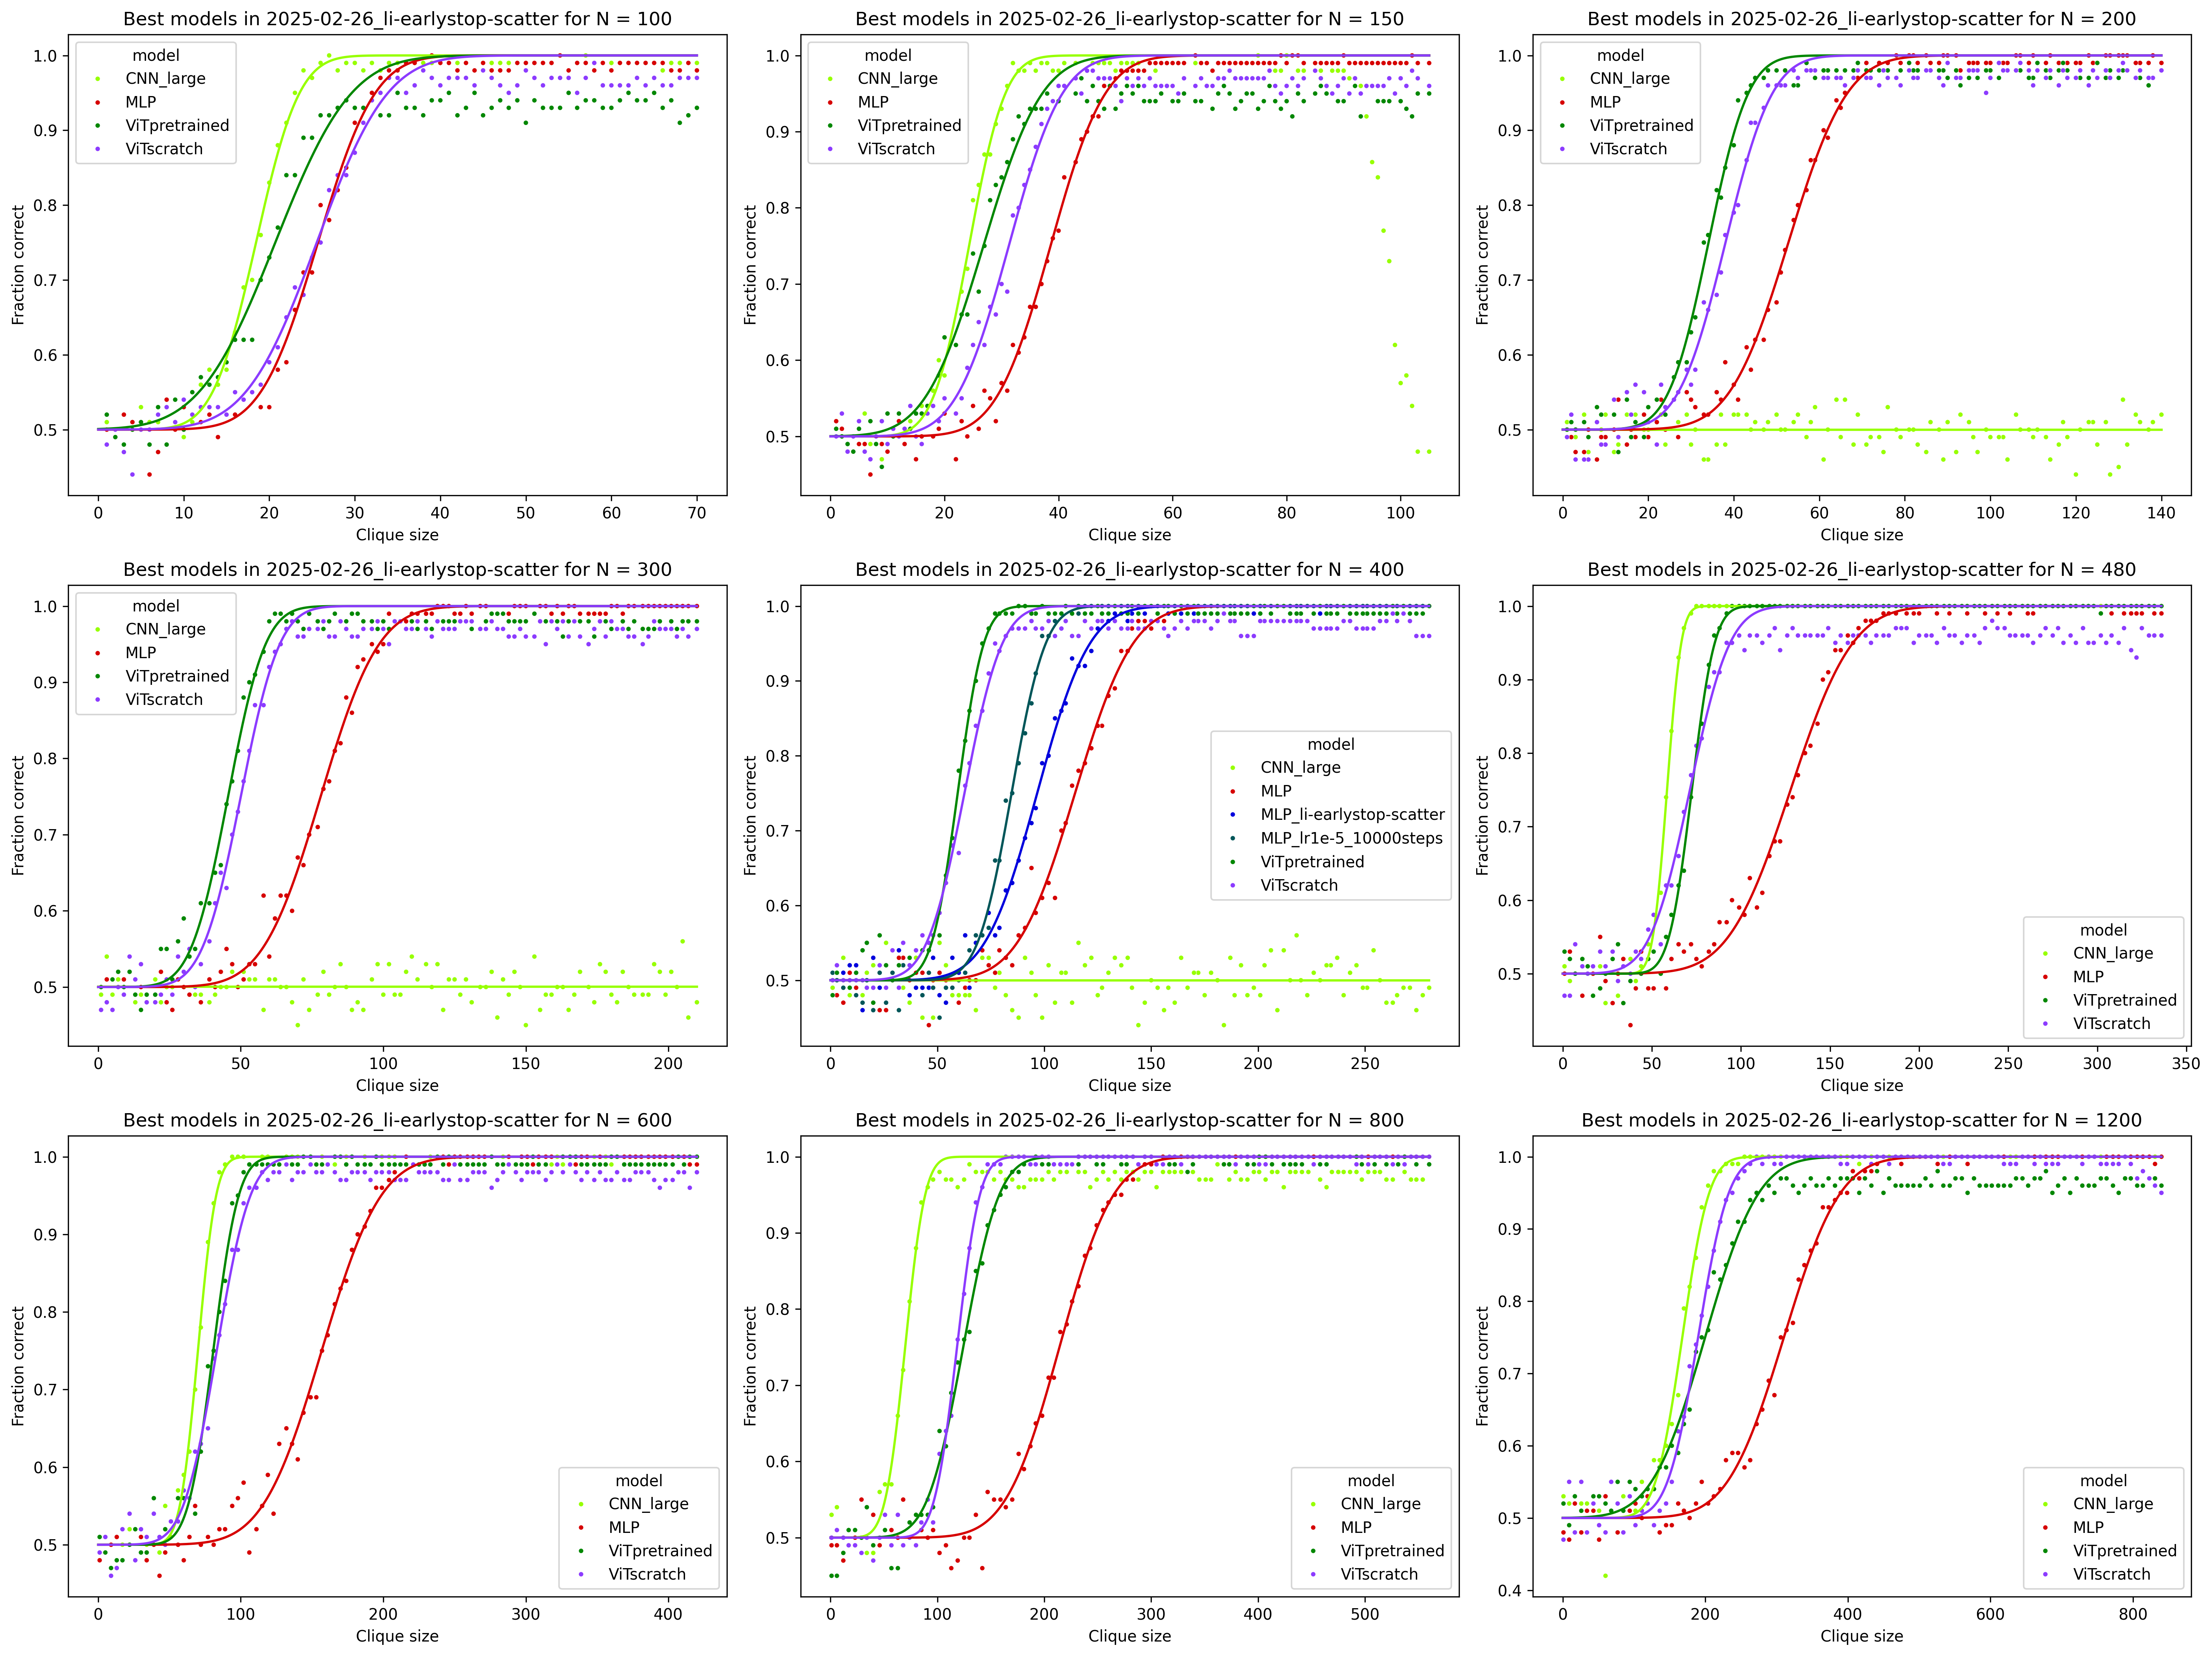 Best models in 2025-02-26_li-earlystop-scatter for N = 100
model
CNN_large
MLP
ViTpretrained
ViTscratch
Fraction correct
1.0
0.9
0.8
0.7
0.6
0.5
0 10 20 30 40 50 60 70
Clique size
Best models in 2025-02-26_li-earlystop-scatter for N = 150
model
CNN_large
MLP
ViTpretrained
ViTscratch
Fraction correct
1.0
0.9
0.8
0.7
0.6
0.5
0 20 40 60 80 100
Clique size
Best models in 2025-02-26_li-earlystop-scatter for N = 200
model
CNN_large
MLP
ViTpretrained
ViTscratch
Fraction correct
1.0
0.9
0.8
0.7
0.6
0.5
0 20 40 60 80 100 120 140
Clique size
Best models in 2025-02-26_li-earlystop-scatter for N = 300
model
CNN_large
MLP
ViTpretrained
ViTscratch
Fraction correct
1.0
0.9
0.8
0.7
0.6
0.5
0 50 100 150 200
Clique size
Best models in 2025-02-26_li-earlystop-scatter for N = 400
model
CNN_large
MLP
MLP_li-earlystop-scatter
MLP_lr1e-5_10000steps
ViTpretrained
ViTscratch
Fraction correct
1.0
0.9
0.8
0.7
0.6
0.5
0 50 100 150 200 250
Clique size
Best models in 2025-02-26_li-earlystop-scatter for N = 480
model
CNN_large
MLP
ViTpretrained
ViTscratch
Fraction correct
1.0
0.9
0.8
0.7
0.6
0.5
0 50 100 150 200 250 300 350
Clique size
Best models in 2025-02-26_li-earlystop-scatter for N = 600
model
CNN_large
MLP
ViTpretrained
ViTscratch
Fraction correct
1.0
0.9
0.8
0.7
0.6
0.5
0 100 200 300 400
Clique size
Best models in 2025-02-26_li-earlystop-scatter for N = 800
model
CNN_large
MLP
ViTpretrained
ViTscratch
Fraction correct
1.0
0.9
0.8
0.7
0.6
0.5
0 100 200 300 400 500
Clique size
Best models in 2025-02-26_li-earlystop-scatter for N = 1200
model
CNN_large
MLP
ViTpretrained
ViTscratch
Fraction correct
1.0
0.9
0.8
0.7
0.6
0.5
0.4
0 200 400 600 800
Clique size